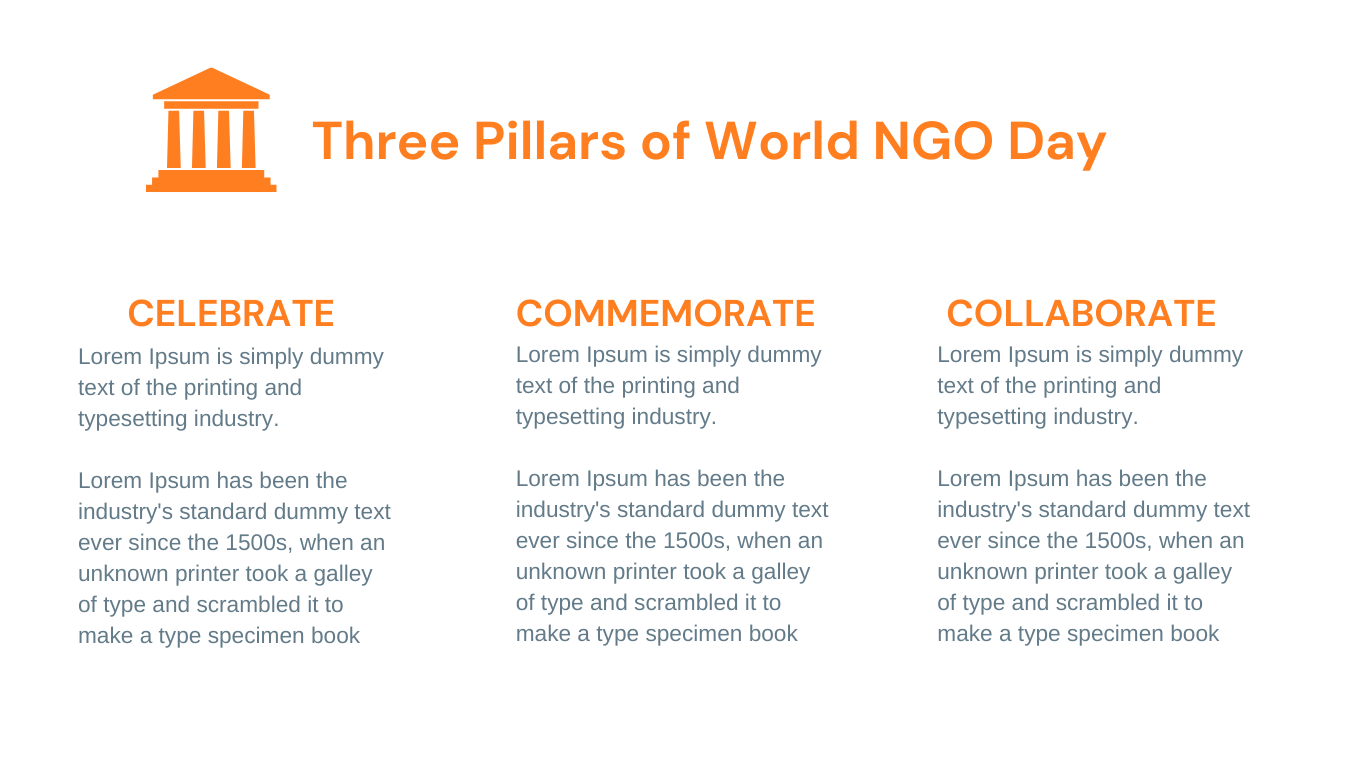 Three Pillars of World NGO Day
CELEBRATE
Lorem Ipsum is simply dummy
text of the printing and
typesetting industry.
Lorem Ipsum has been the
industry's standard dummy text
ever since the 1500s, when an
unknown printer took a galley
of type and scrambled it to
make a type specimen book
COMMEMORATE
Lorem Ipsum is simply dummy
text of the printing and
typesetting industry.
Lorem Ipsum has been the
industry's standard dummy text
ever since the 1500s, when an
unknown printer took a galley
of type and scrambled it to
make a type specimen book
COLLABORATE
Lorem Ipsum is simply dummy
text of the printing and
typesetting industry.
Lorem Ipsum has been the
industry's standard dummy text
ever since the 1500s, when an
unknown printer took a galley
of type and scrambled it to
make a type specimen book